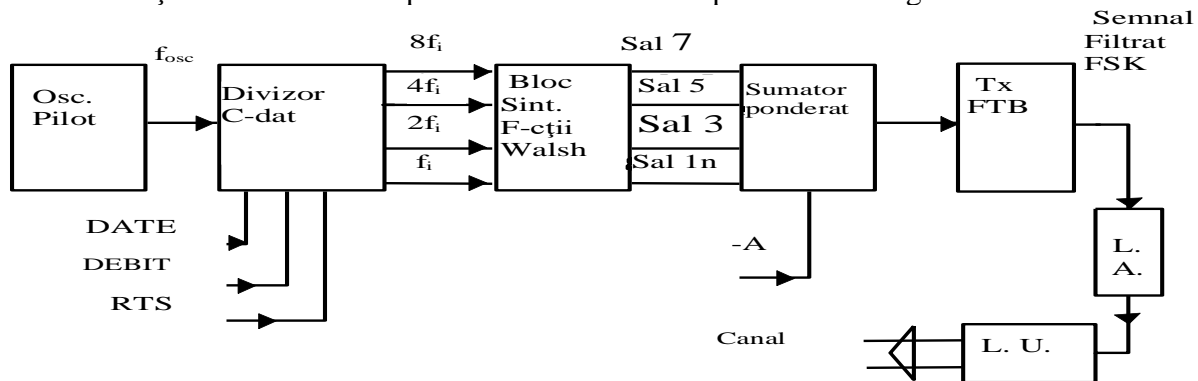 Semnal
Filtrat
FSK
f_osc
8fᵢ
Sal 7
Osc.
Pilot
Divizor
C-dat
4fᵢ
2fᵢ
fᵢ
Bloc
Sint.
F-cţii
Walsh
Sal 5
Sal 3
Sal 1n
Sumator
ponderat
Tx
FTB
DATE
DEBIT
RTS
-A
L.
A.
Canal
L. U.